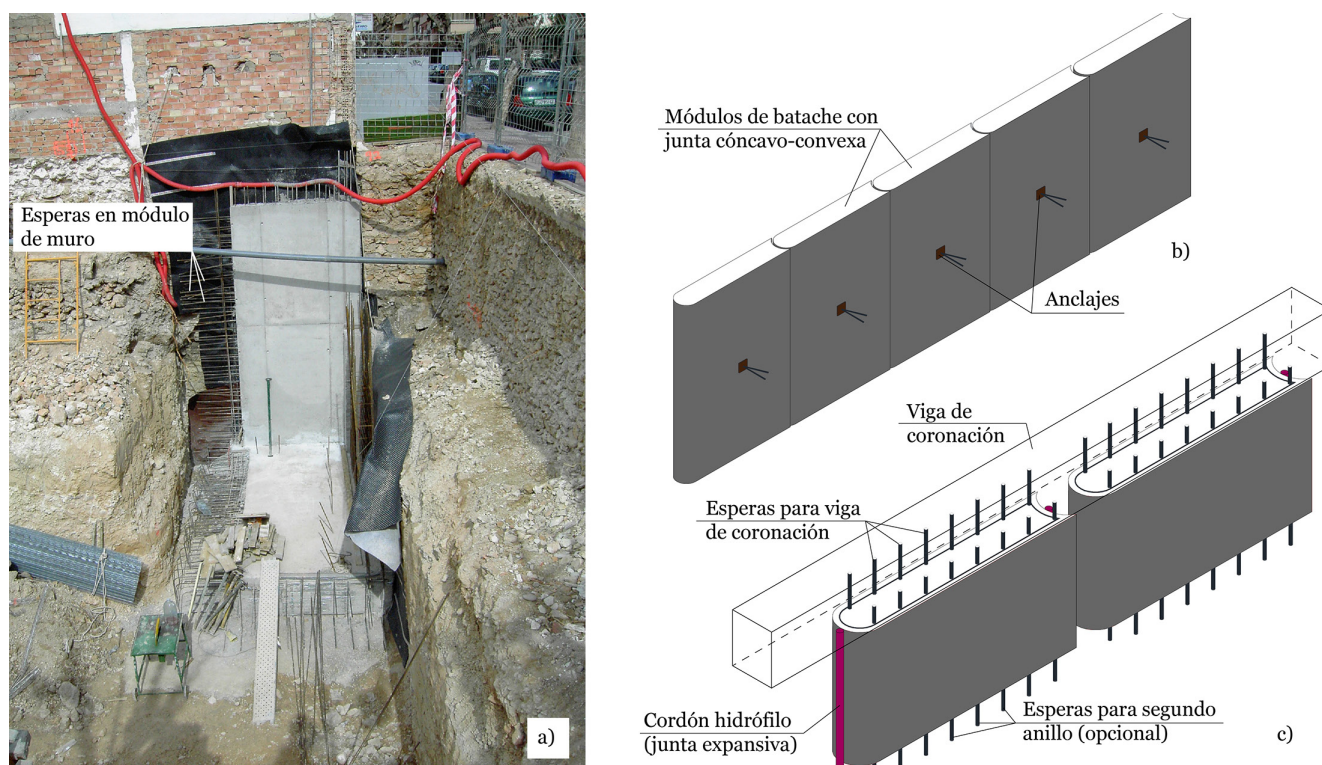 Esperas en módulo
de muro
a)
Módulos de batache con
junta cóncavo-convexa
b)
Anclajes
Viga de
coronación
Esperas para viga
de coronación
Cordón hidrófilo
(junta expansiva)
Esperas para segundo
anillo (opcional)
c)